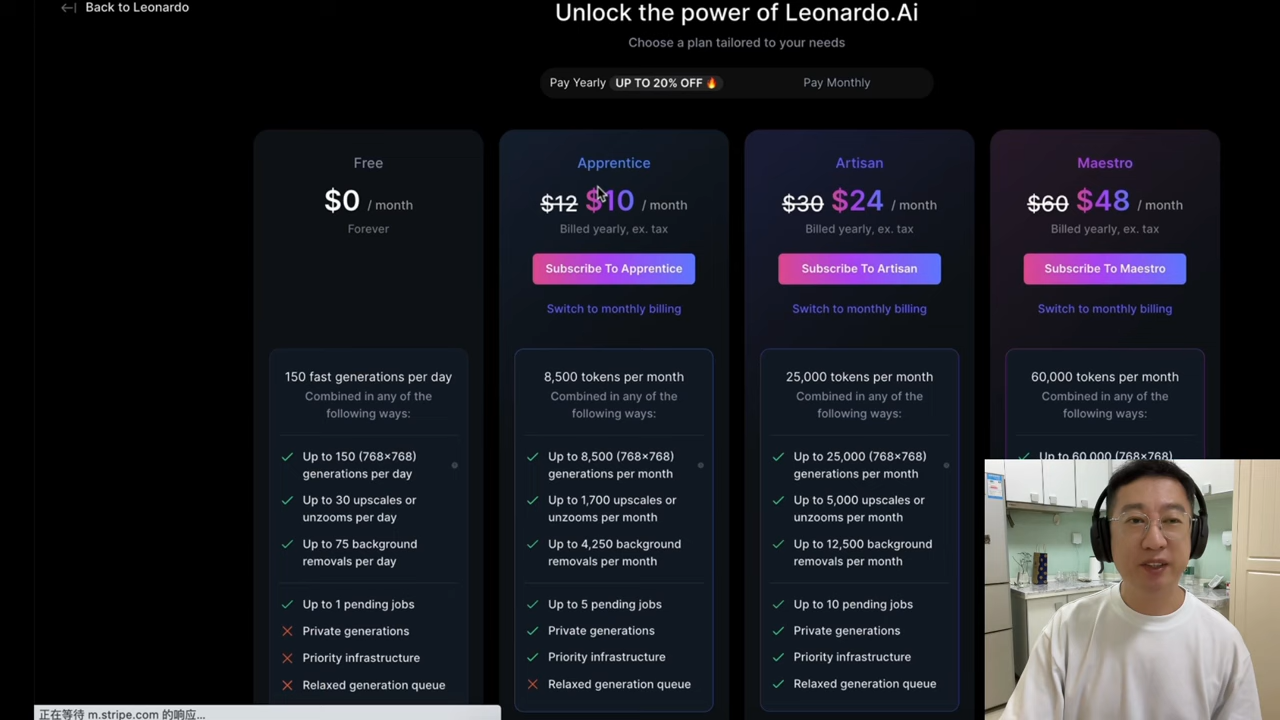 Back to Leonardo
Unlock the power of Leonardo.Ai
Choose a plan tailored to your needs
Pay Yearly UP TO 20% OFF 🔥 Pay Monthly
Free
$0 / month
Forever
150 fast generations per day
Combined in any of the
following ways:
Up to 150 (768×768)
generations per day
Up to 30 upscales or
unzooms per day
Up to 75 background
removals per day
Up to 1 pending jobs
Private generations
Priority infrastructure
Relaxed generation queue
Apprentice
$12 $10 / month
Billed yearly, ex. tax
Subscribe To Apprentice
Switch to monthly billing
8,500 tokens per month
Combined in any of the
following ways:
Up to 8,500 (768×768)
generations per month
Up to 1,700 upscales or
unzooms per month
Up to 4,250 background
removals per month
Up to 5 pending jobs
Private generations
Priority infrastructure
Relaxed generation queue
Artisan
$30 $24 / month
Billed yearly, ex. tax
Subscribe To Artisan
Switch to monthly billing
25,000 tokens per month
Combined in any of the
following ways:
Up to 25,000 (768×768)
generations per month
Up to 5,000 upscales or
unzooms per month
Up to 12,500 background
removals per month
Up to 10 pending jobs
Private generations
Priority infrastructure
Relaxed generation queue
Maestro
$60 $48 / month
Billed yearly, ex. tax
Subscribe To Maestro
Switch to monthly billing
60,000 tokens per month
Combined in any of the
following ways:
Up to 60,000 (768×768)
正在等待 m.stripe.com 的响应...